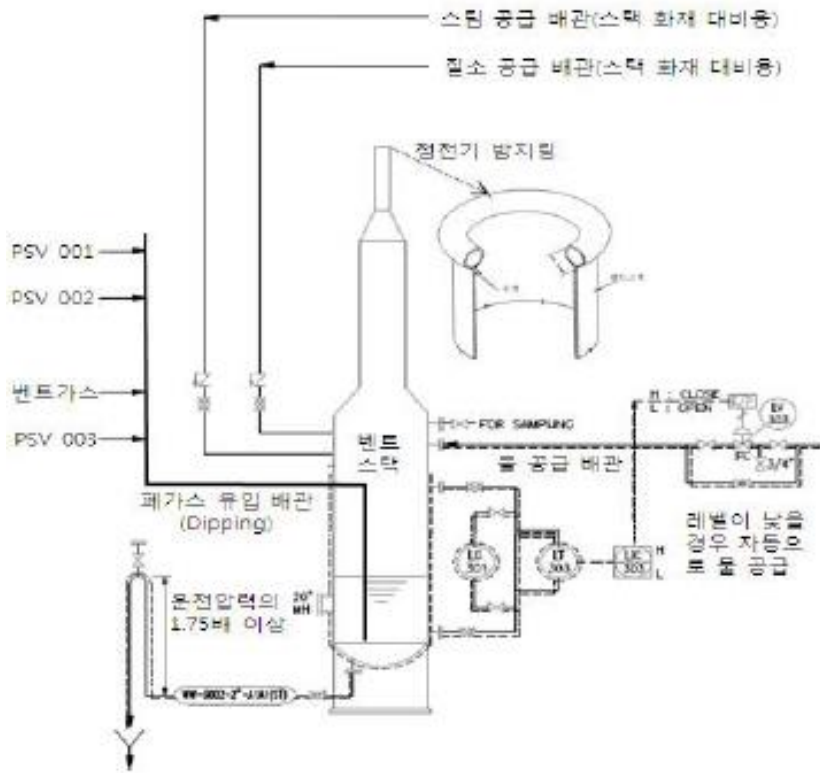 스팀 공급 배관(스택 화재 대비용)
질소 공급 배관(스택 화재 대비용)
정전기 방지링
PSV 001
PSV 002
벤트가스
PSV 003
H : CLOSE
L : OPEN
FOR SAMPLING
벤트
스택
물 공급 배관
FC
3/4"
폐가스 유입 배관
(Dipping)
레벨이 낮을
경우 자동으
로 물 공급
LG
301
LT
303
LIC
303
H
L
운전압력의
1.75배 이상
20"
MH